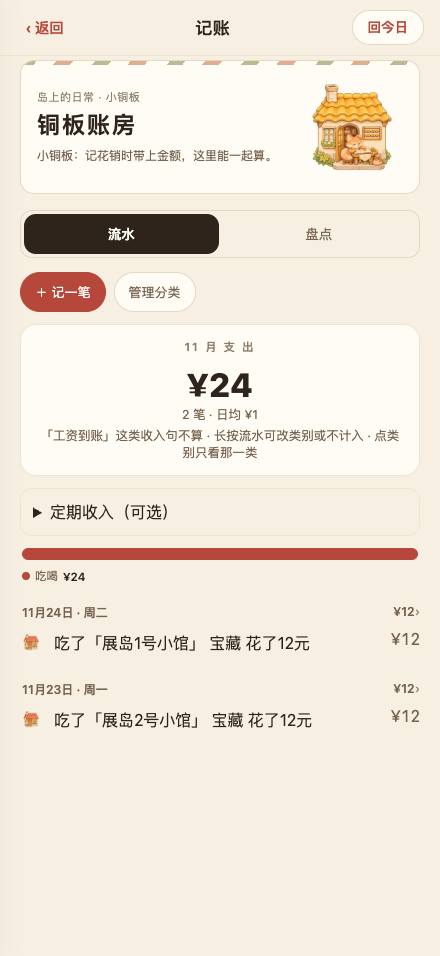 ‹ 返回
记账
回今日
岛上的日常 · 小铜板
铜板账房
小铜板：记花销时带上金额，这里能一起算。
流水
盘点
＋ 记一笔
管理分类
11 月 支 出
¥24
2 笔 · 日均 ¥1
「工资到账」这类收入句不算 · 长按流水可改类别或不计入 · 点类
别只看那一类
▶ 定期收入（可选）
吃喝 ¥24
11月24日 · 周二 ¥12›
吃了「展岛1号小馆」 宝藏 花了12元 ¥12
11月23日 · 周一 ¥12›
吃了「展岛2号小馆」 宝藏 花了12元 ¥12